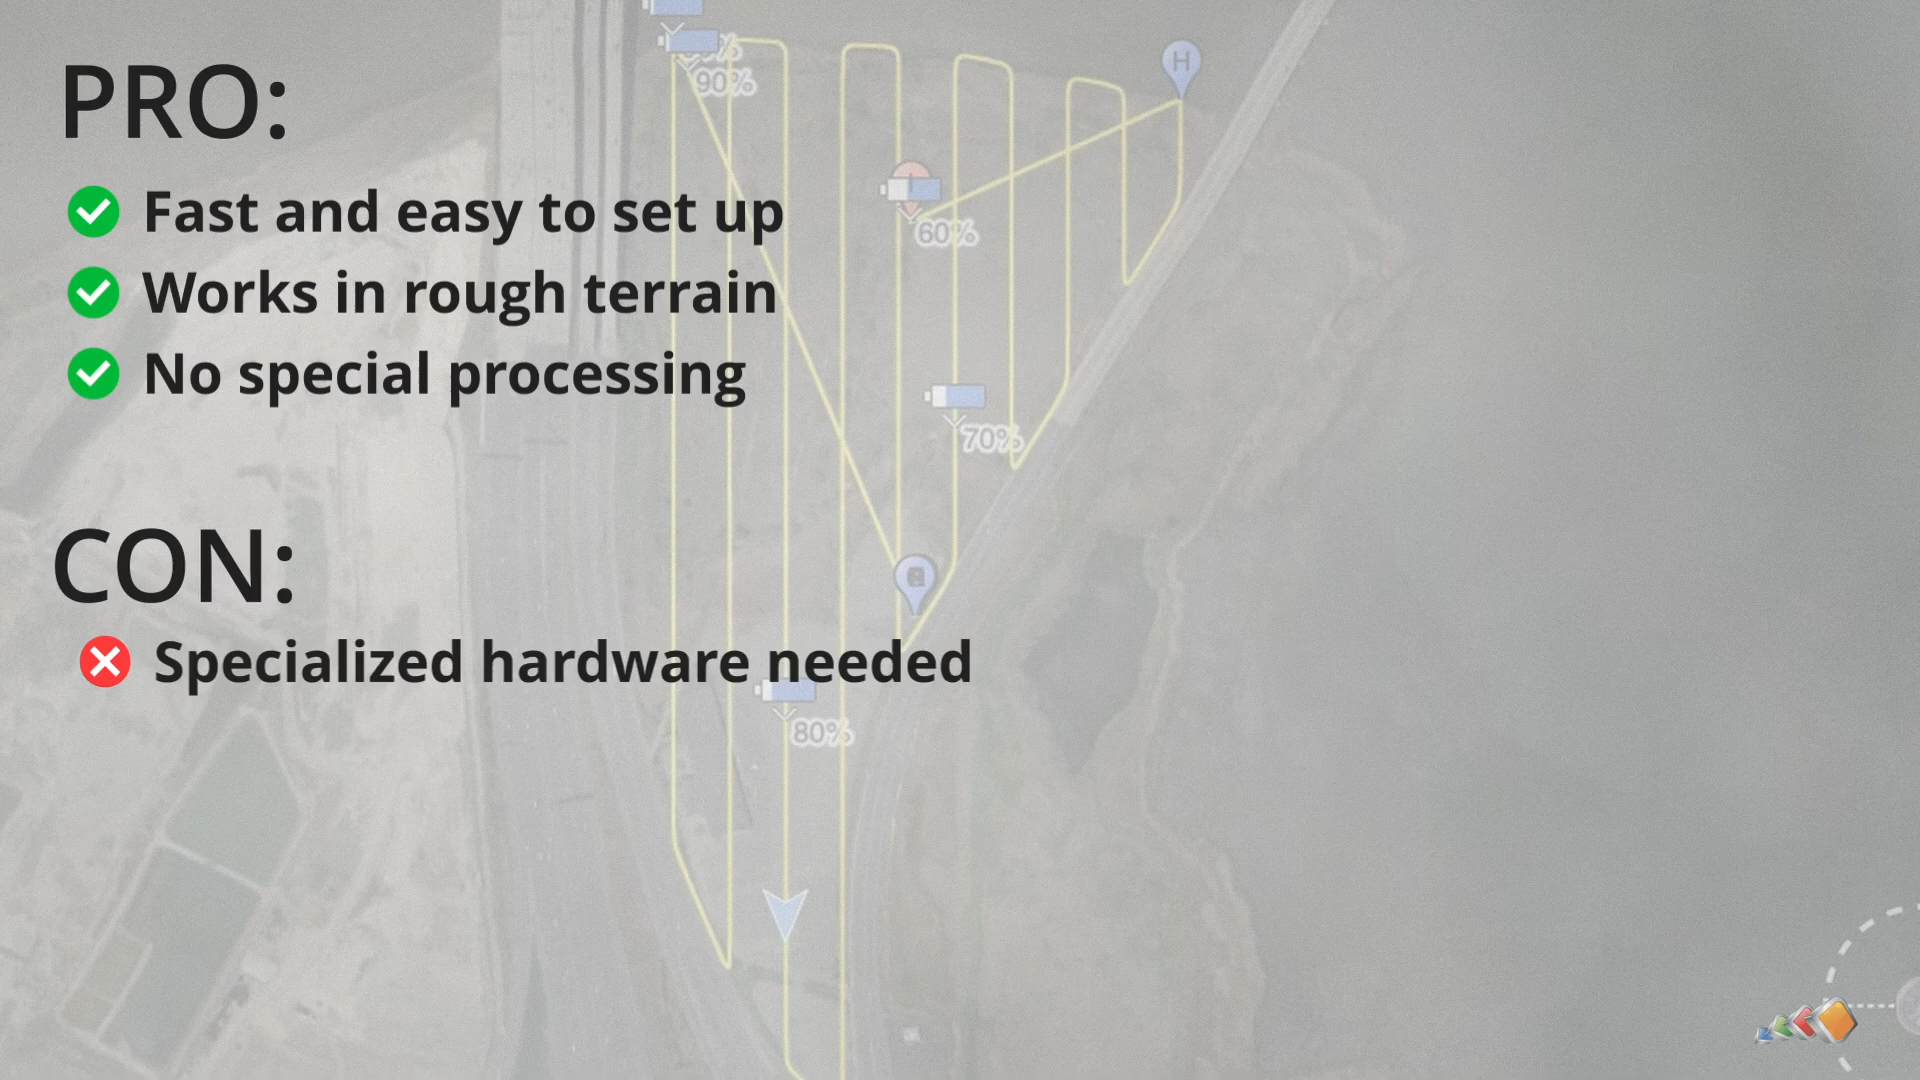 PRO:
Fast and easy to set up
Works in rough terrain
No special processing
CON:
Specialized hardware needed
90%
H
60%
70%
80%